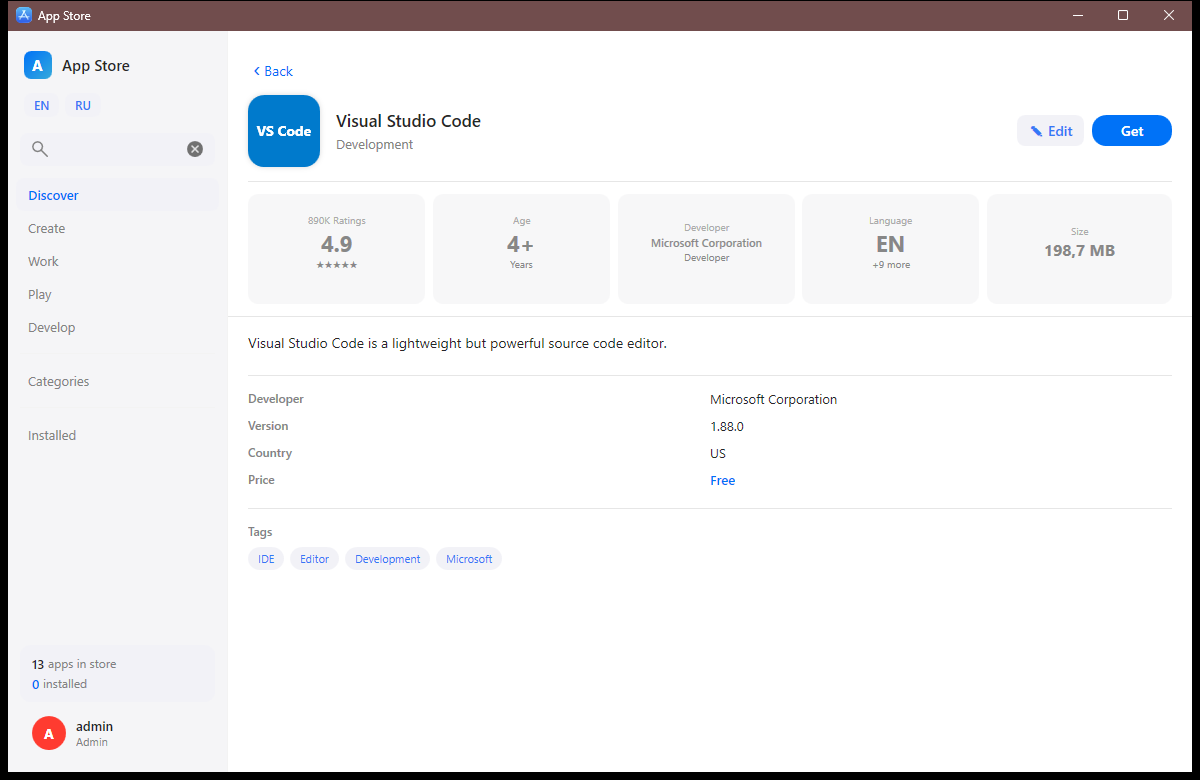 App Store
A App Store
EN RU
Discover
Create
Work
Play
Develop
Categories
Installed
13 apps in store
0 installed
A admin
Admin
Back
VS Code
Visual Studio Code
Development
Edit
Get
890K Ratings
4.9
★★★★★
Age
4+
Years
Developer
Microsoft Corporation
Developer
Language
EN
+9 more
Size
198,7 MB
Visual Studio Code is a lightweight but powerful source code editor.
Developer Microsoft Corporation
Version 1.88.0
Country US
Price Free
Tags
IDE Editor Development Microsoft